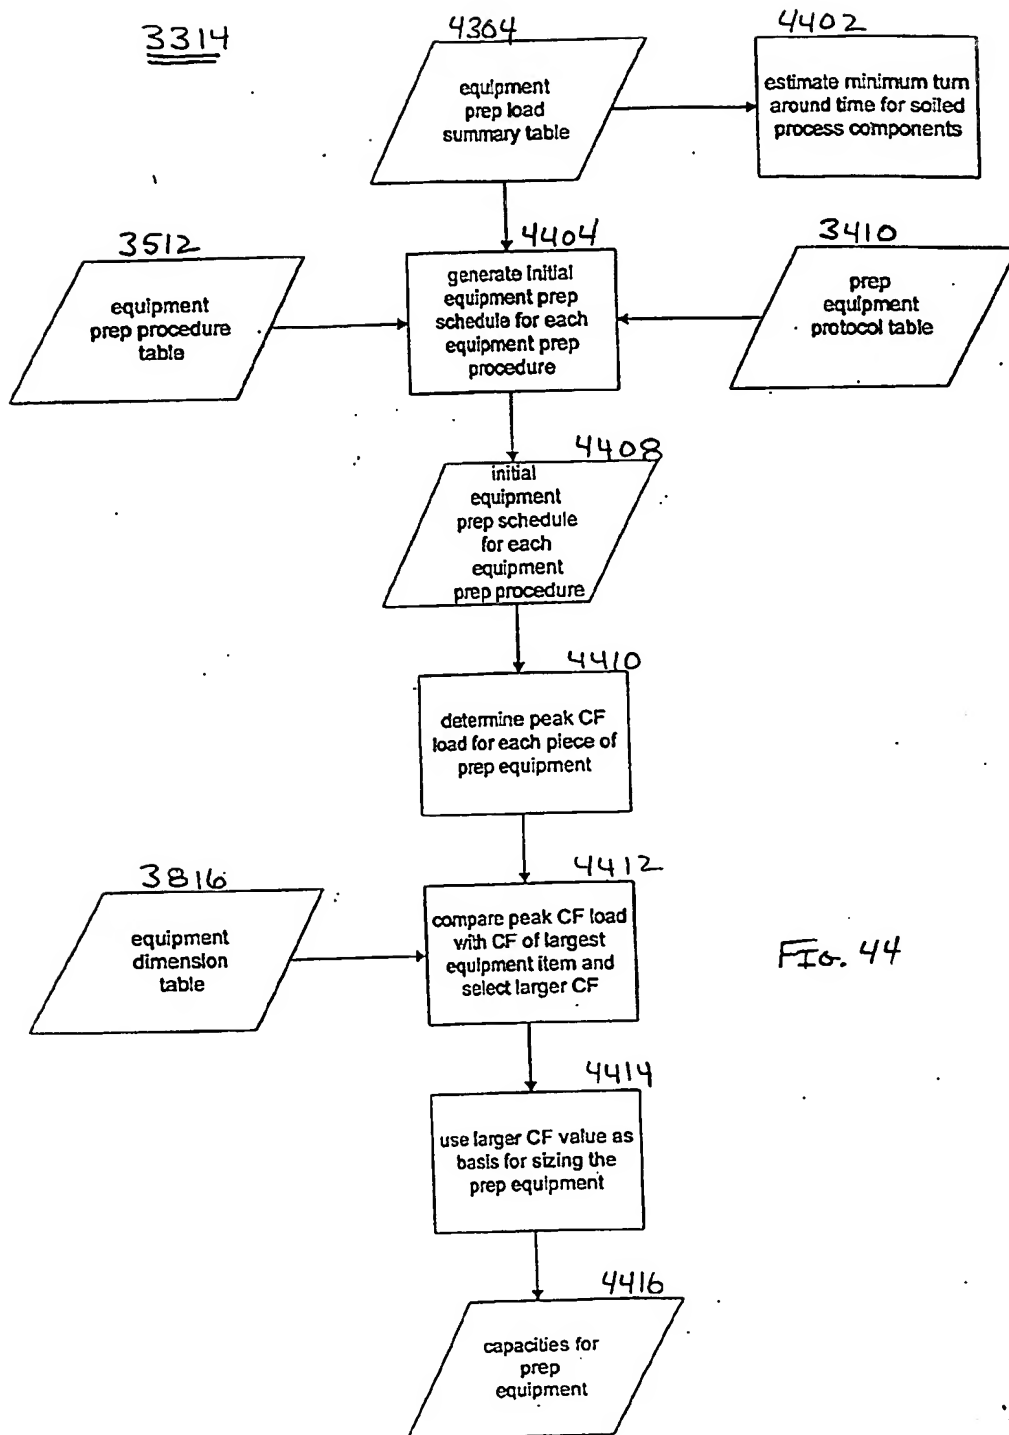 3314
4304
equipment
prep load
summary table
4402
estimate minimum turn
around time for soiled
process components
3512
equipment
prep procedure
table
4404
generate initial
equipment prep
schedule for each
equipment prep
procedure
3410
prep
equipment
protocol table
4408
initial
equipment
prep schedule
for each
equipment
prep procedure
4410
determine peak CF
load for each piece of
prep equipment
3816
equipment
dimension
table
4412
compare peak CF load
with CF of largest
equipment item and
select larger CF
FIG. 44
4414
use larger CF value as
basis for sizing the
prep equipment
4416
capacities for
prep
equipment